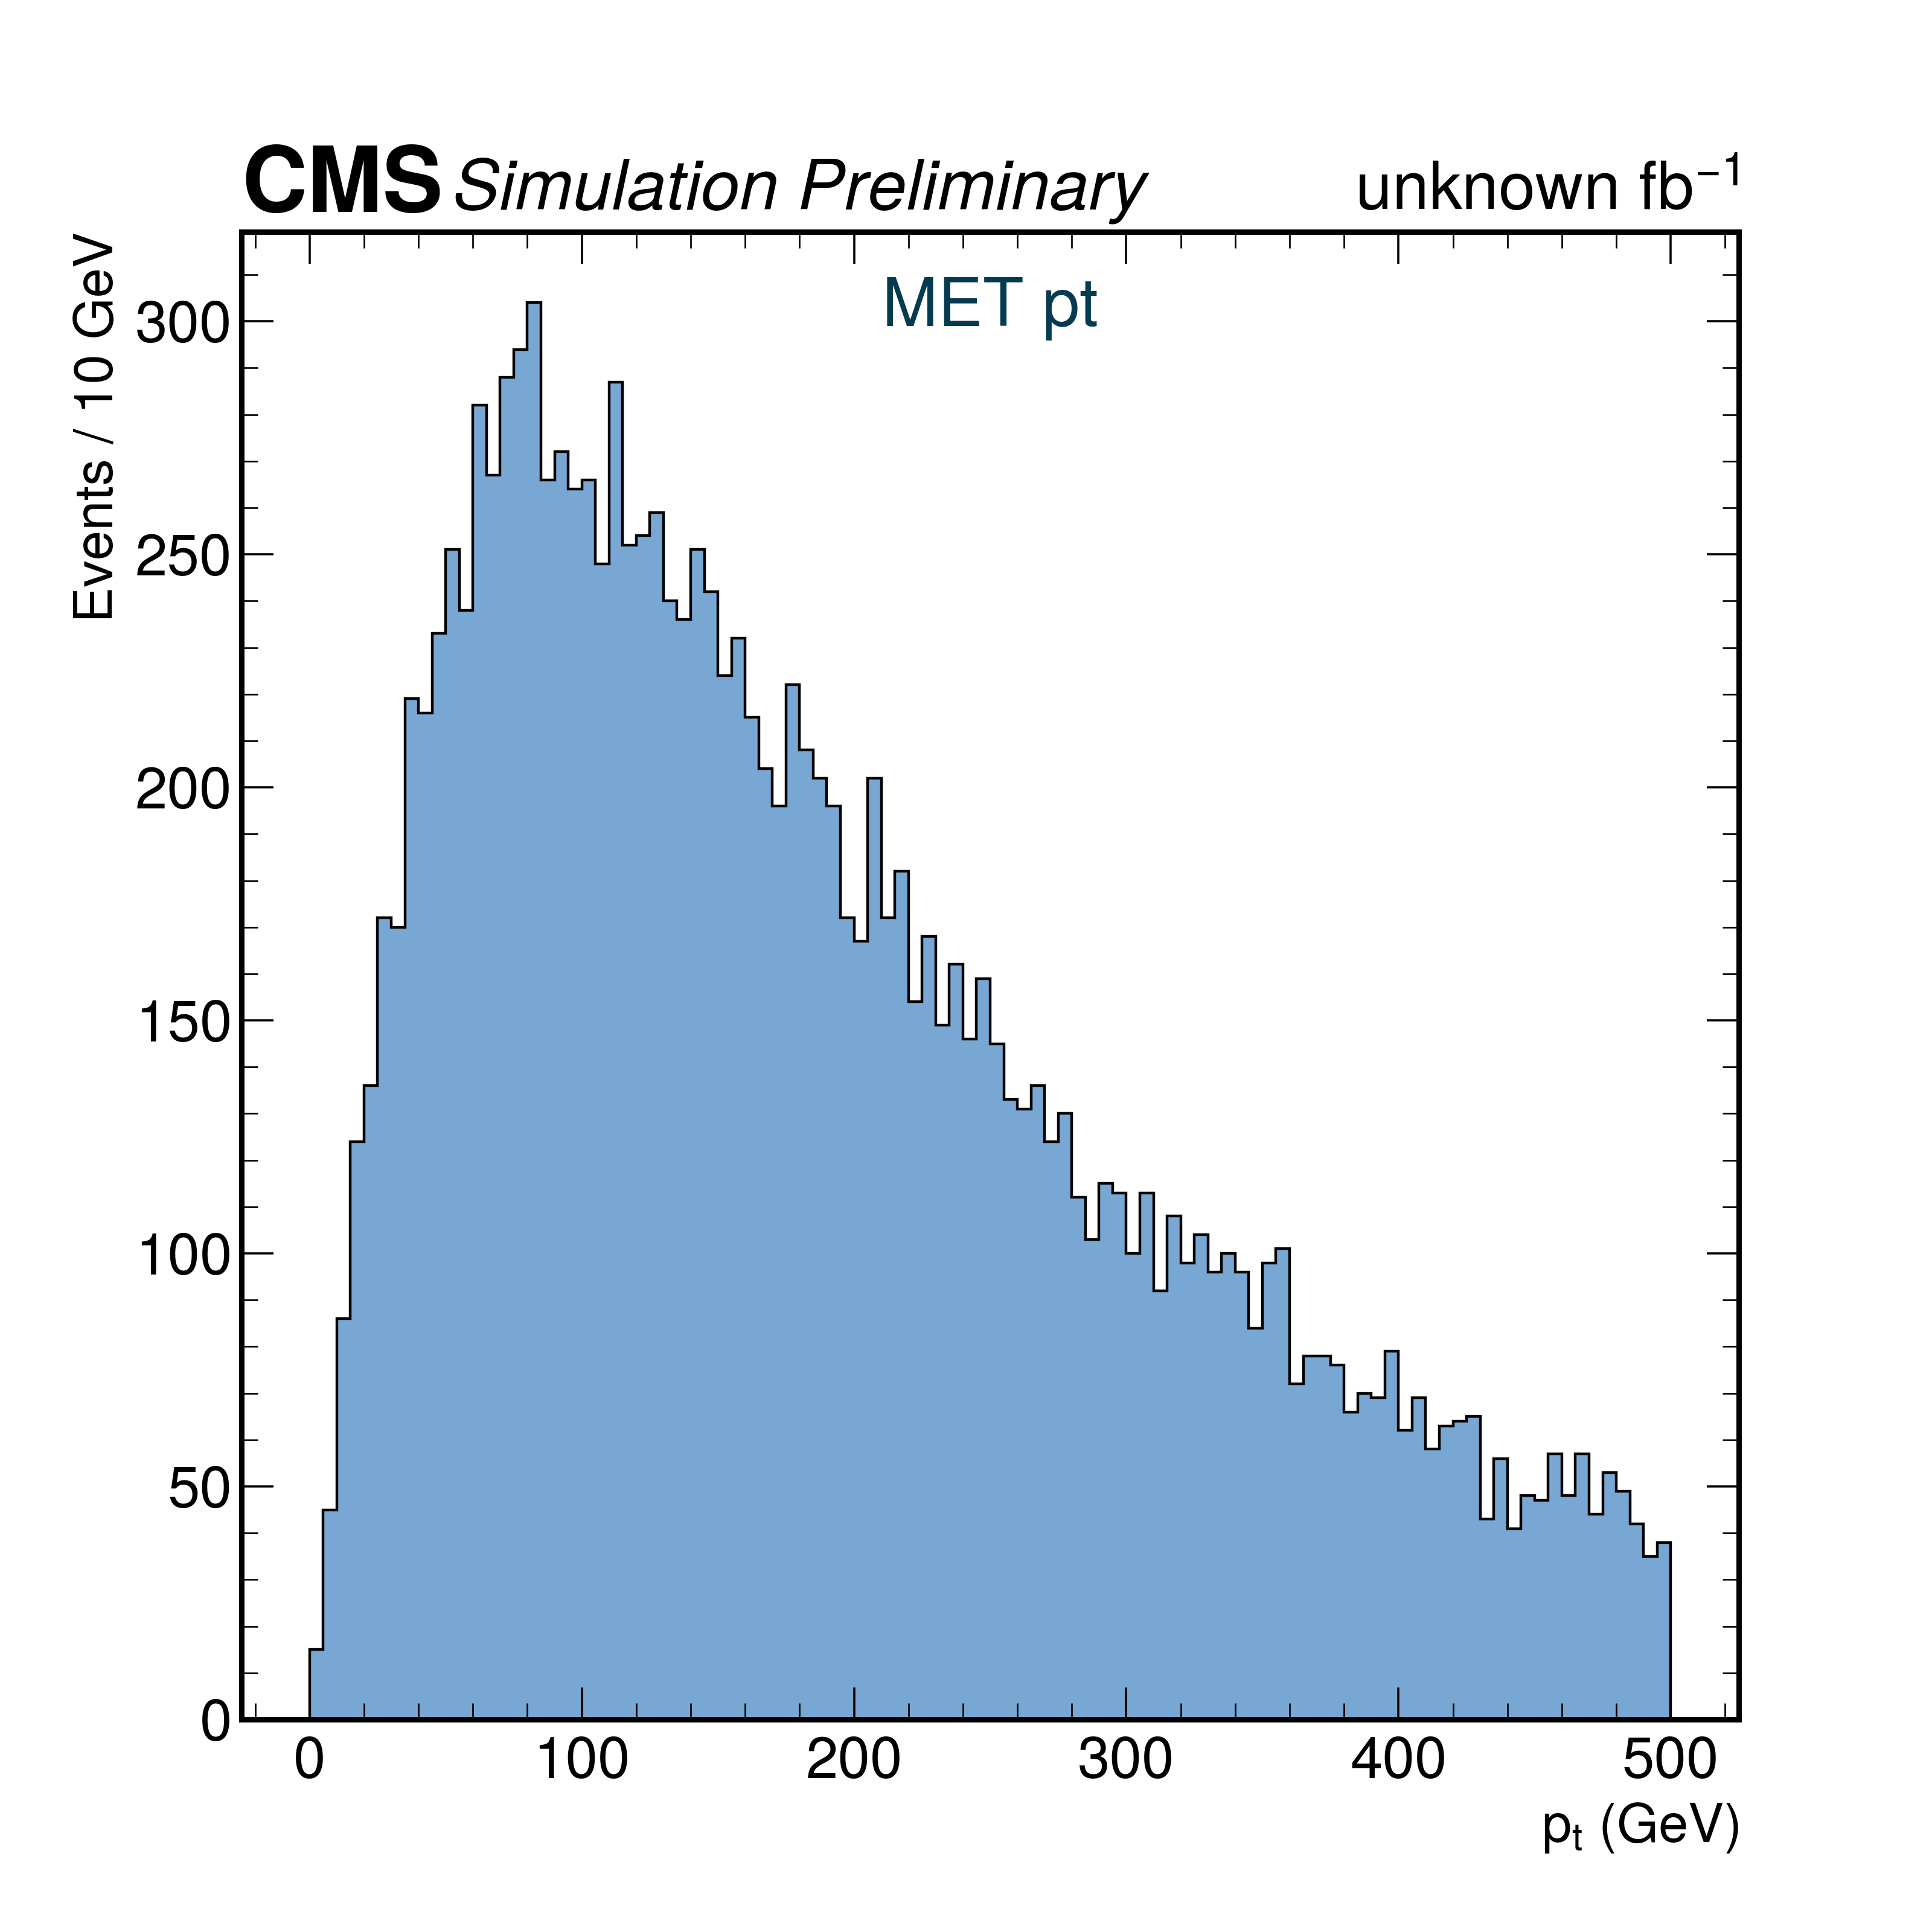 CMS Simulation Preliminary unknown fb⁻¹
MET pt
Events / 10 GeV
300
250
200
150
100
50
0
0 100 200 300 400 500
pₜ (GeV)